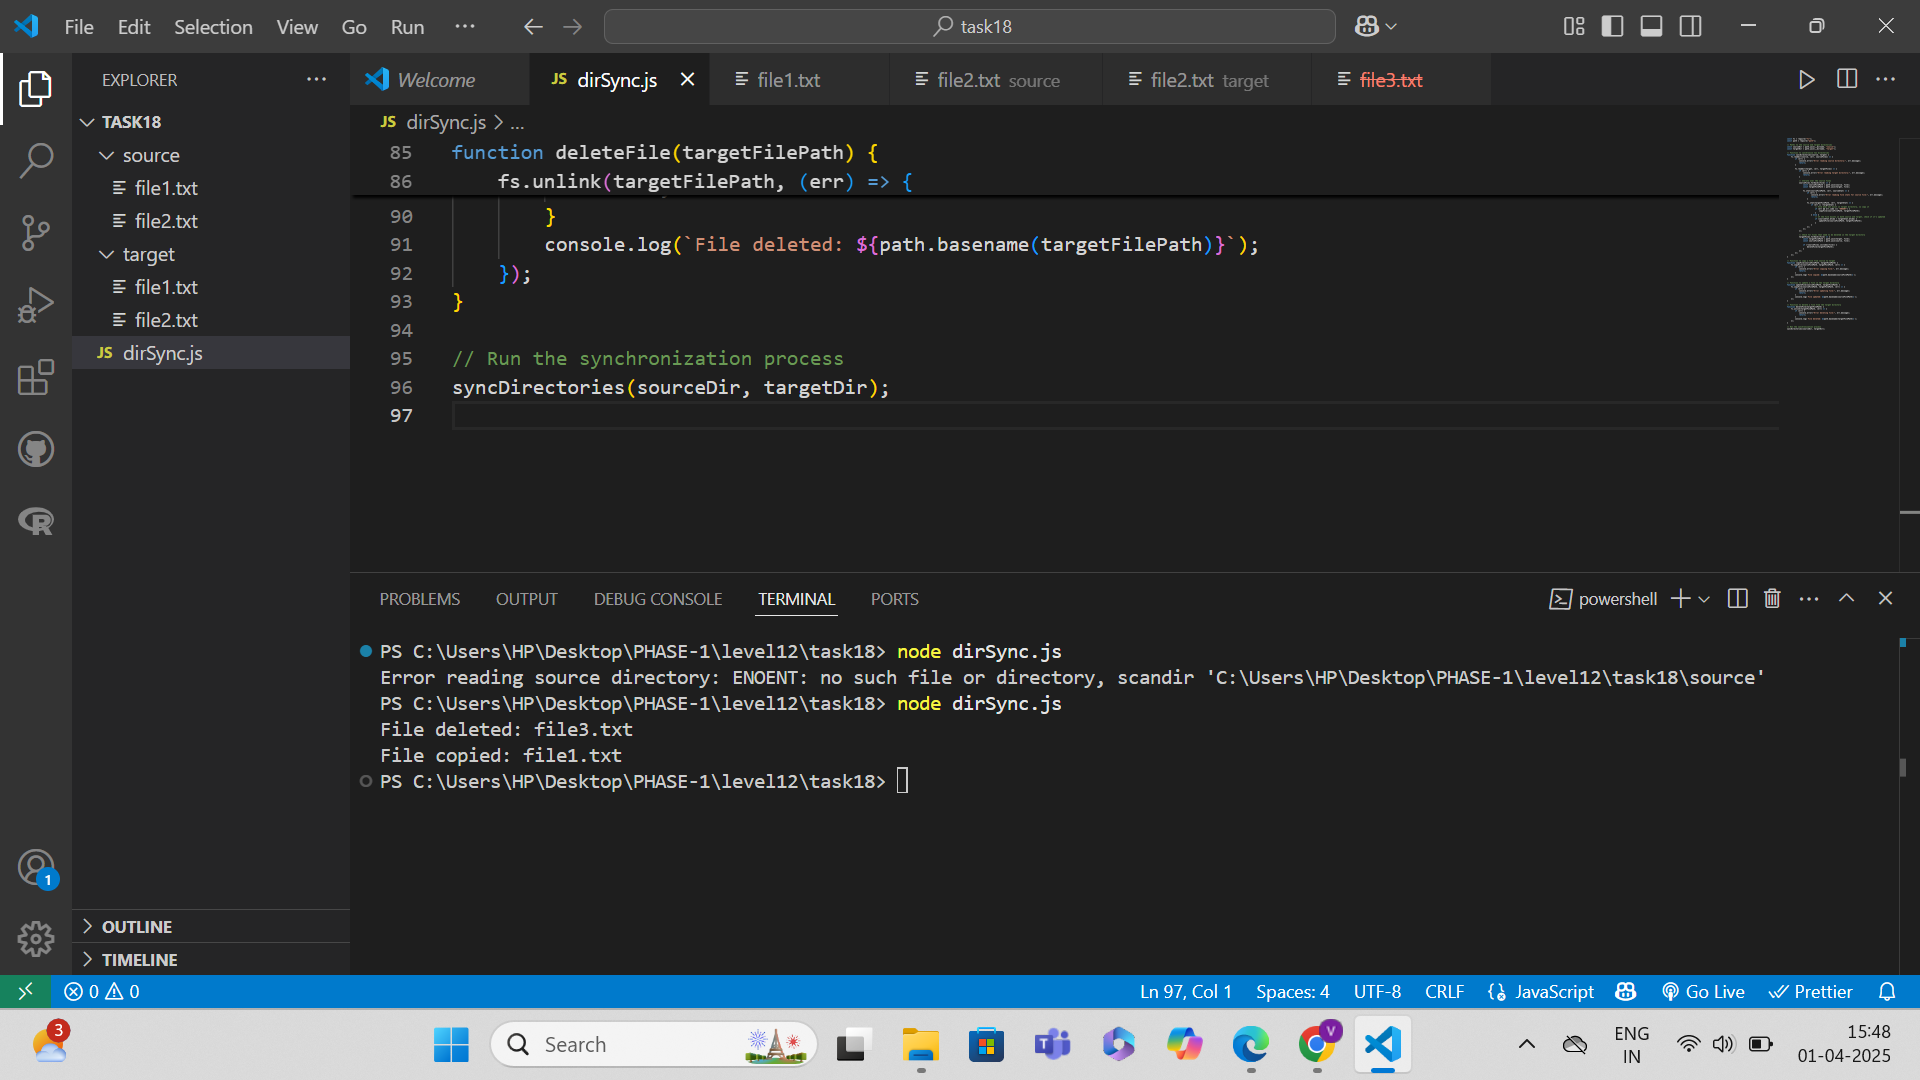 File Edit Selection View Go Run ···
task18
EXPLORER
TASK18
source
file1.txt
file2.txt
target
file1.txt
file2.txt
JS dirSync.js
OUTLINE
TIMELINE
Welcome
JS dirSync.js
file1.txt
file2.txt source
file2.txt target
file3.txt
JS dirSync.js > ...
85 function deleteFile(targetFilePath) {
86 fs.unlink(targetFilePath, (err) => {
90 }
91 console.log(`File deleted: ${path.basename(targetFilePath)}`);
92 });
93 }
94
95 // Run the synchronization process
96 syncDirectories(sourceDir, targetDir);
97
PROBLEMS OUTPUT DEBUG CONSOLE TERMINAL PORTS
powershell
PS C:\Users\HP\Desktop\PHASE-1\level12\task18> node dirSync.js
Error reading source directory: ENOENT: no such file or directory, scandir 'C:\Users\HP\Desktop\PHASE-1\level12\task18\source'
PS C:\Users\HP\Desktop\PHASE-1\level12\task18> node dirSync.js
File deleted: file3.txt
File copied: file1.txt
PS C:\Users\HP\Desktop\PHASE-1\level12\task18>
1
0 0
Ln 97, Col 1 Spaces: 4 UTF-8 CRLF JavaScript Go Live Prettier
3
Search
V
ENG
IN
15:48
01-04-2025